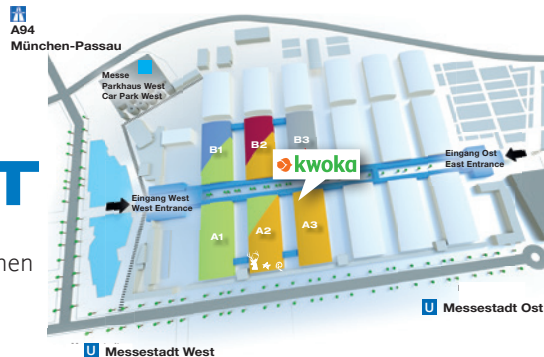 A94
München-Passau
Messe
Parkhaus West
Car Park West
B1
B2
B3
kwoka
Eingang Ost
East Entrance
T
Eingang West
West Entrance
A1
A2
A3
nen
U Messestadt Ost
U Messestadt West